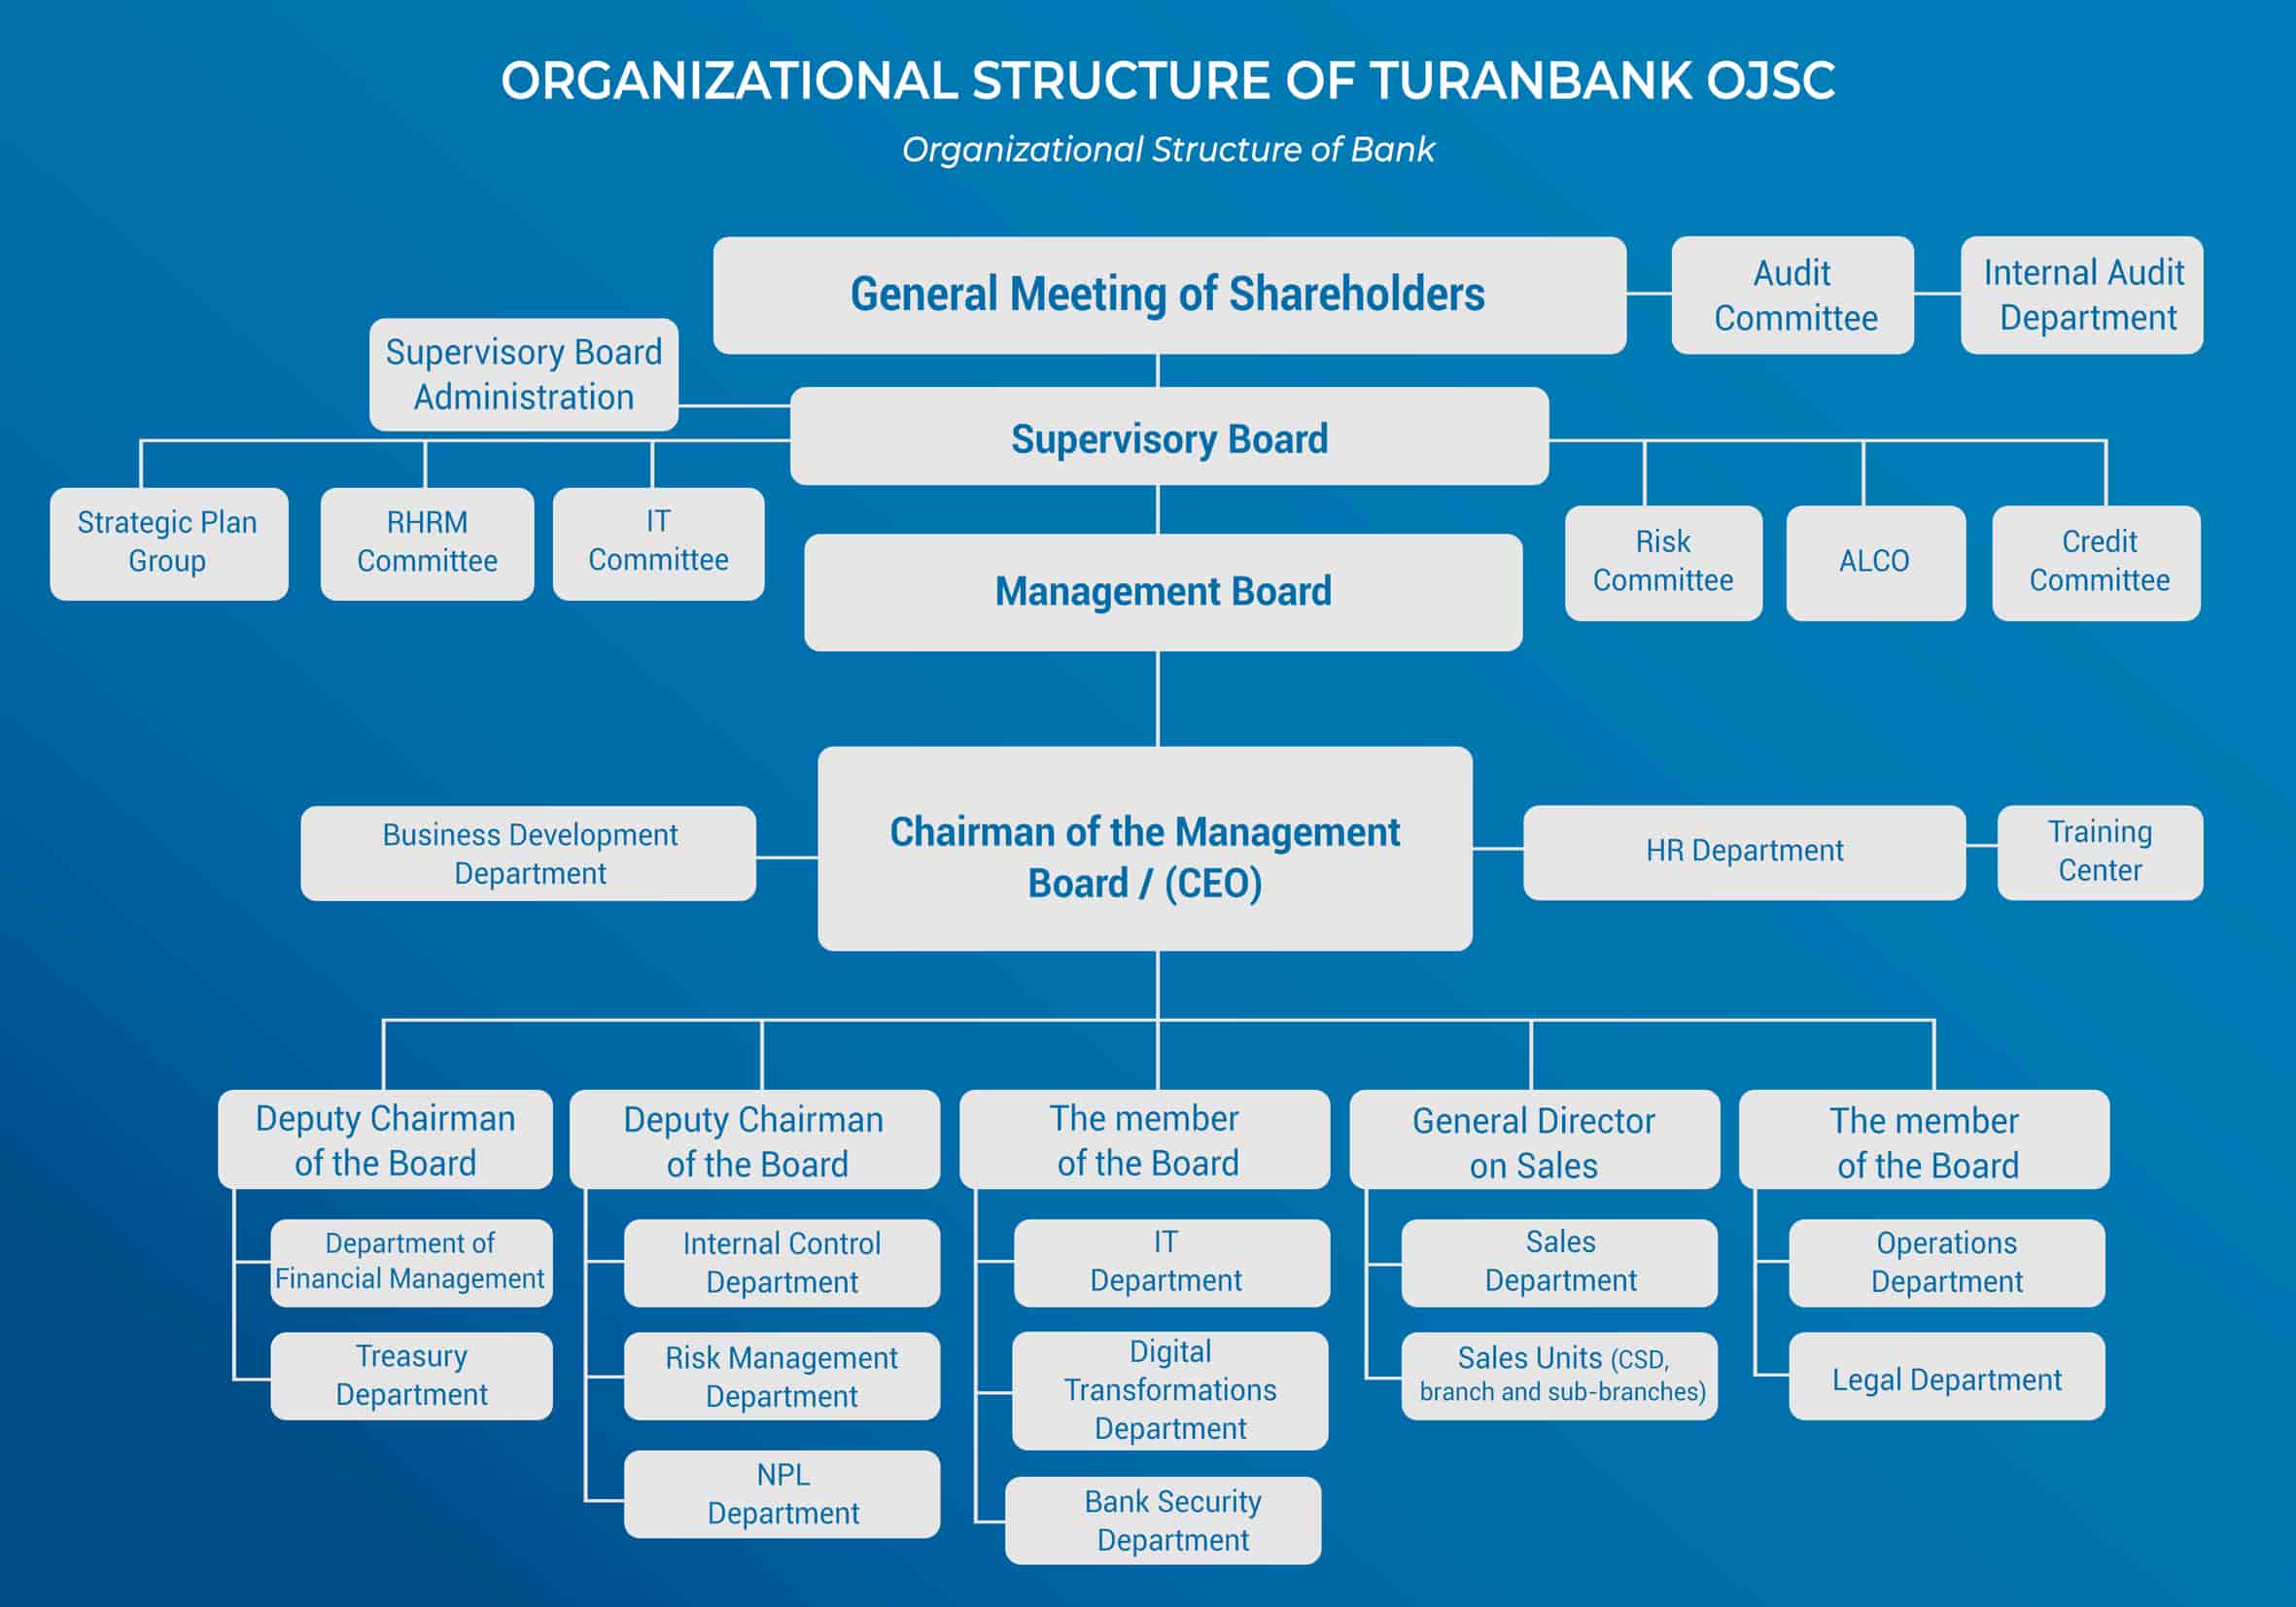 ORGANIZATIONAL STRUCTURE OF TURANBANK OJSC
Organizational Structure of Bank
General Meeting of Shareholders
Audit
Committee
Internal Audit
Department
Supervisory Board
Administration
Supervisory Board
Strategic Plan
Group
RHRM
Committee
IT
Committee
Management Board
Risk
Committee
ALCO
Credit
Committee
Business Development
Department
Chairman of the Management
Board / (CEO)
HR Department
Training
Center
Deputy Chairman
of the Board
Department of
Financial Management
Treasury
Department
Deputy Chairman
of the Board
Internal Control
Department
Risk Management
Department
NPL
Department
The member
of the Board
IT
Department
Digital
Transformations
Department
Bank Security
Department
General Director
on Sales
Sales
Department
Sales Units (CSD,
branch and sub-branches)
The member
of the Board
Operations
Department
Legal Department